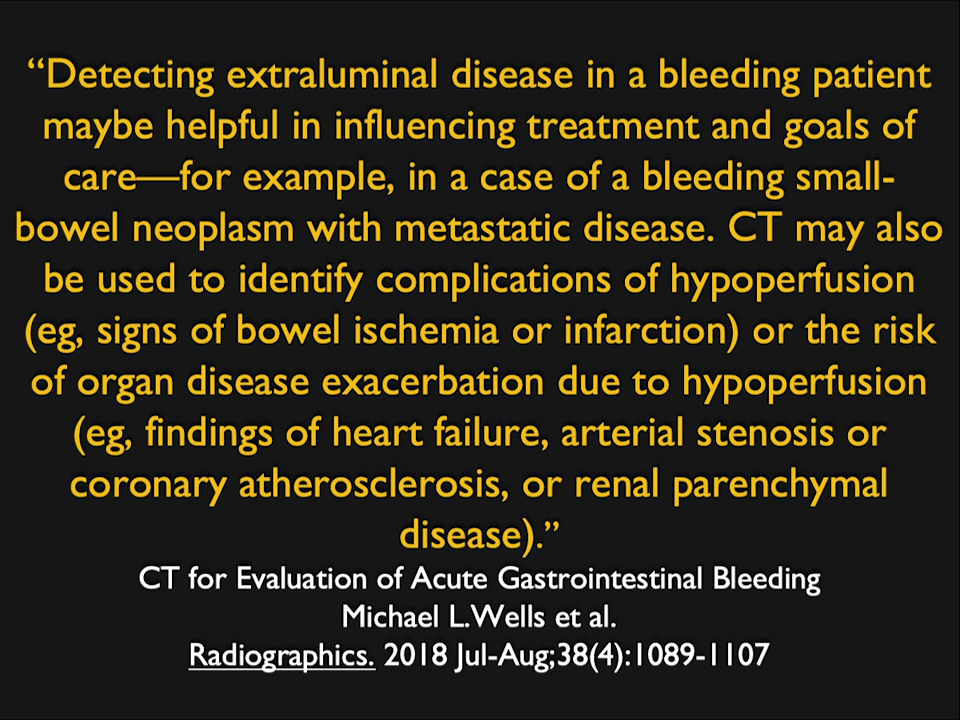 “Detecting extraluminal disease in a bleeding patient
maybe helpful in influencing treatment and goals of
care—for example, in a case of a bleeding small-
bowel neoplasm with metastatic disease. CT may also
be used to identify complications of hypoperfusion
(eg, signs of bowel ischemia or infarction) or the risk
of organ disease exacerbation due to hypoperfusion
(eg, findings of heart failure, arterial stenosis or
coronary atherosclerosis, or renal parenchymal
disease).”
CT for Evaluation of Acute Gastrointestinal Bleeding
Michael L.Wells et al.
Radiographics. 2018 Jul-Aug;38(4):1089-1107